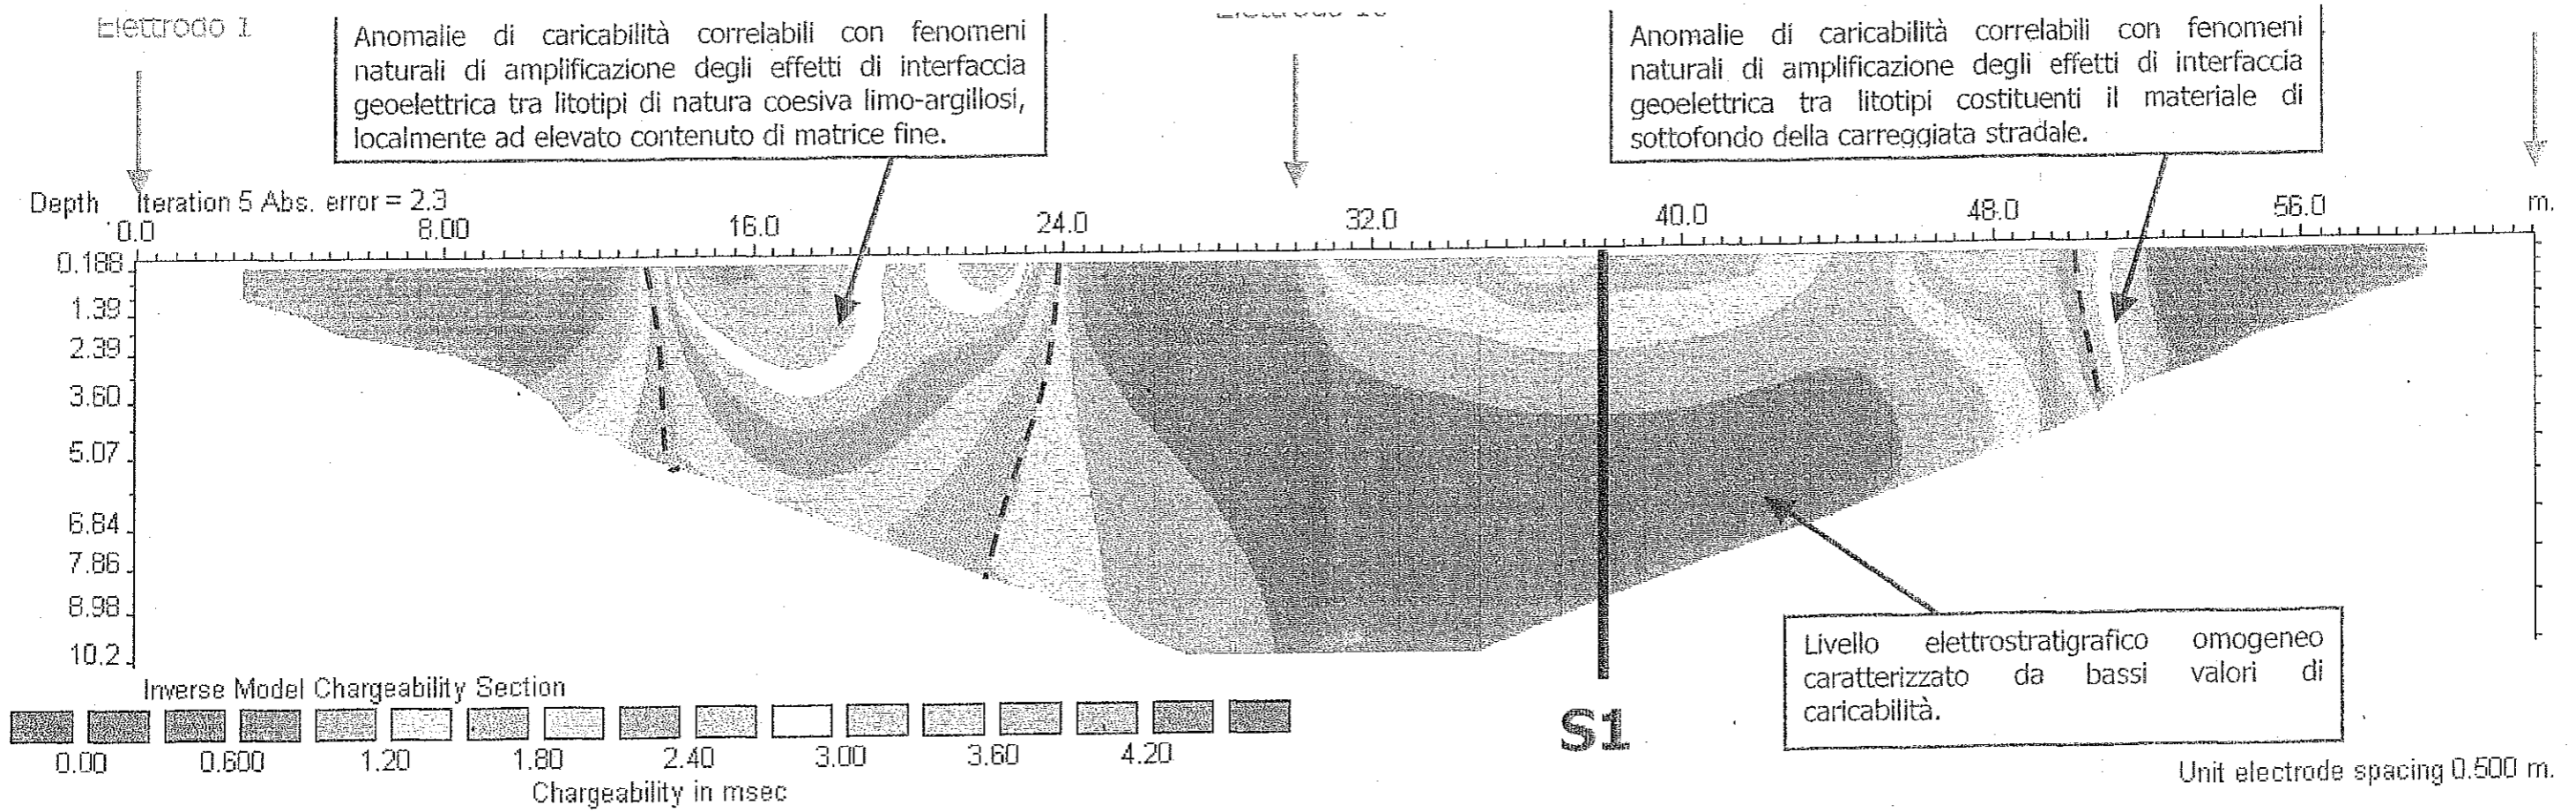 Elettrodo 1
Anomalie di caricabilità correlabili con fenomeni
naturali di amplificazione degli effetti di interfaccia
geoelettrica tra litotipi di natura coesiva limo-argillosi,
localmente ad elevato contenuto di matrice fine.
Anomalie di caricabilità correlabili con fenomeni
naturali di amplificazione degli effetti di interfaccia
geoelettrica tra litotipi costituenti il materiale di
sottofondo della carreggiata stradale.
Depth Iteration 5 Abs. error = 2.3
0.0 8.00 16.0 24.0 32.0 40.0 48.0 56.0 m.
0.188
1.39
2.39
3.60
5.07
6.84
7.86
8.98
10.2
Livello elettrostratigrafico omogeneo
caratterizzato da bassi valori di
caricabilità.
S1
Inverse Model Chargeability Section
0.00 0.600 1.20 1.80 2.40 3.00 3.60 4.20
Chargeability in msec
Unit electrode spacing 0.500 m.